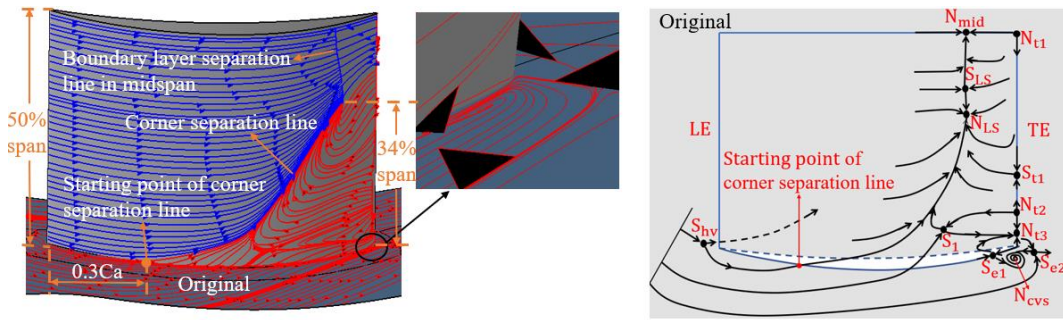 Boundary layer separation
line in midspan
50%
span
Corner separation line
34%
span
Starting point of corner
separation line
0.3Ca
Original
Original
N_mid
N_t1
S_LS
LE
N_LS
TE
Starting point of
corner separation line
S_t1
N_t2
S_hv
S_1
N_t3
S_e1
S_e2
N_cvs